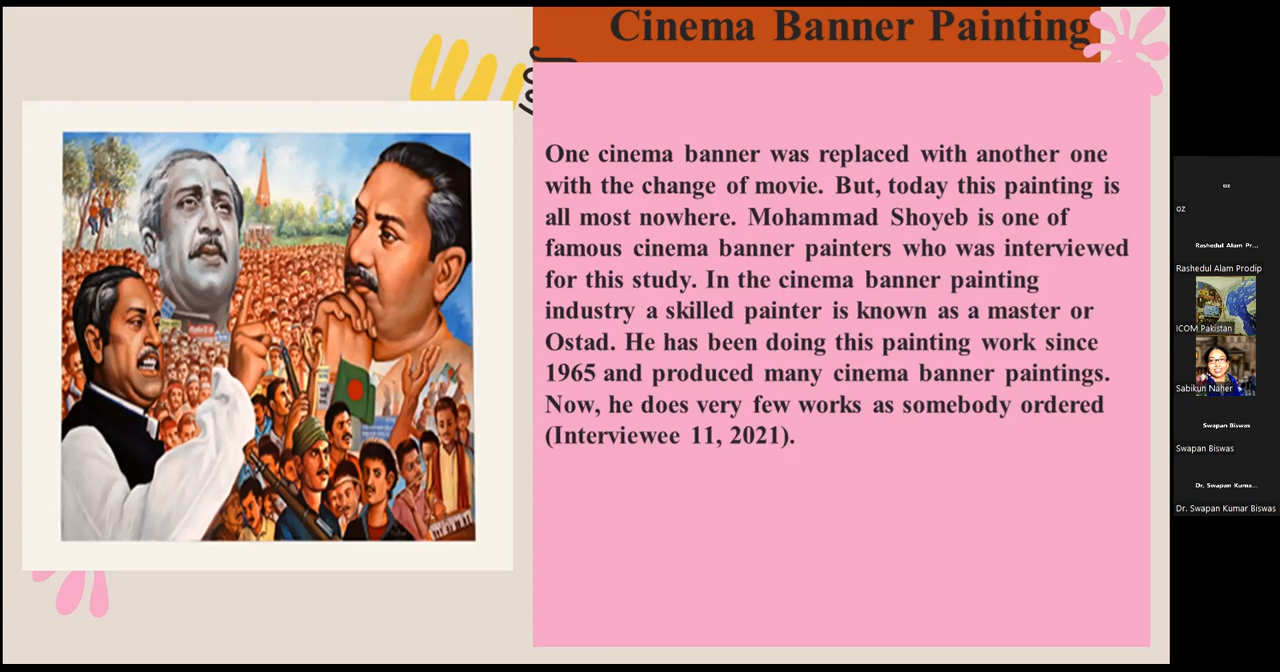 Cinema Banner Painting
One cinema banner was replaced with another one
with the change of movie. But, today this painting is
all most nowhere. Mohammad Shoyeb is one of
famous cinema banner painters who was interviewed
for this study. In the cinema banner painting
industry a skilled painter is known as a master or
Ostad. He has been doing this painting work since
1965 and produced many cinema banner paintings.
Now, he does very few works as somebody ordered
(Interviewee 11, 2021).
oz
oz
Rashedul Alam Pr...
Rashedul Alam Prodip
ICOM Pakistan
Sabikun Naher
Swapan Biswas
Swapan Biswas
Dr. Swapan Kuma...
Dr. Swapan Kumar Biswas